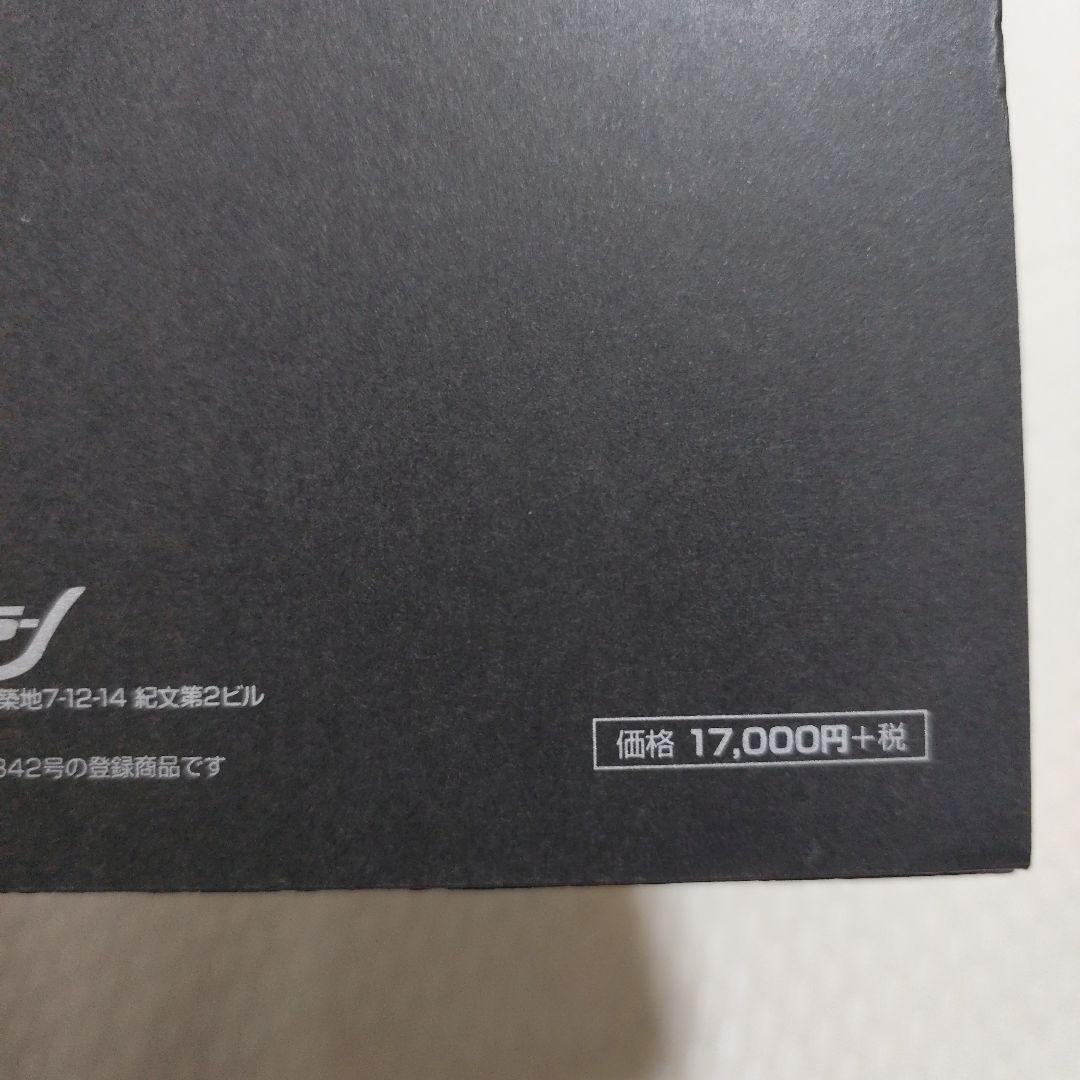 築地7-12-14 紀文第2ビル
342号の登録商品です
価格 17,000円+税